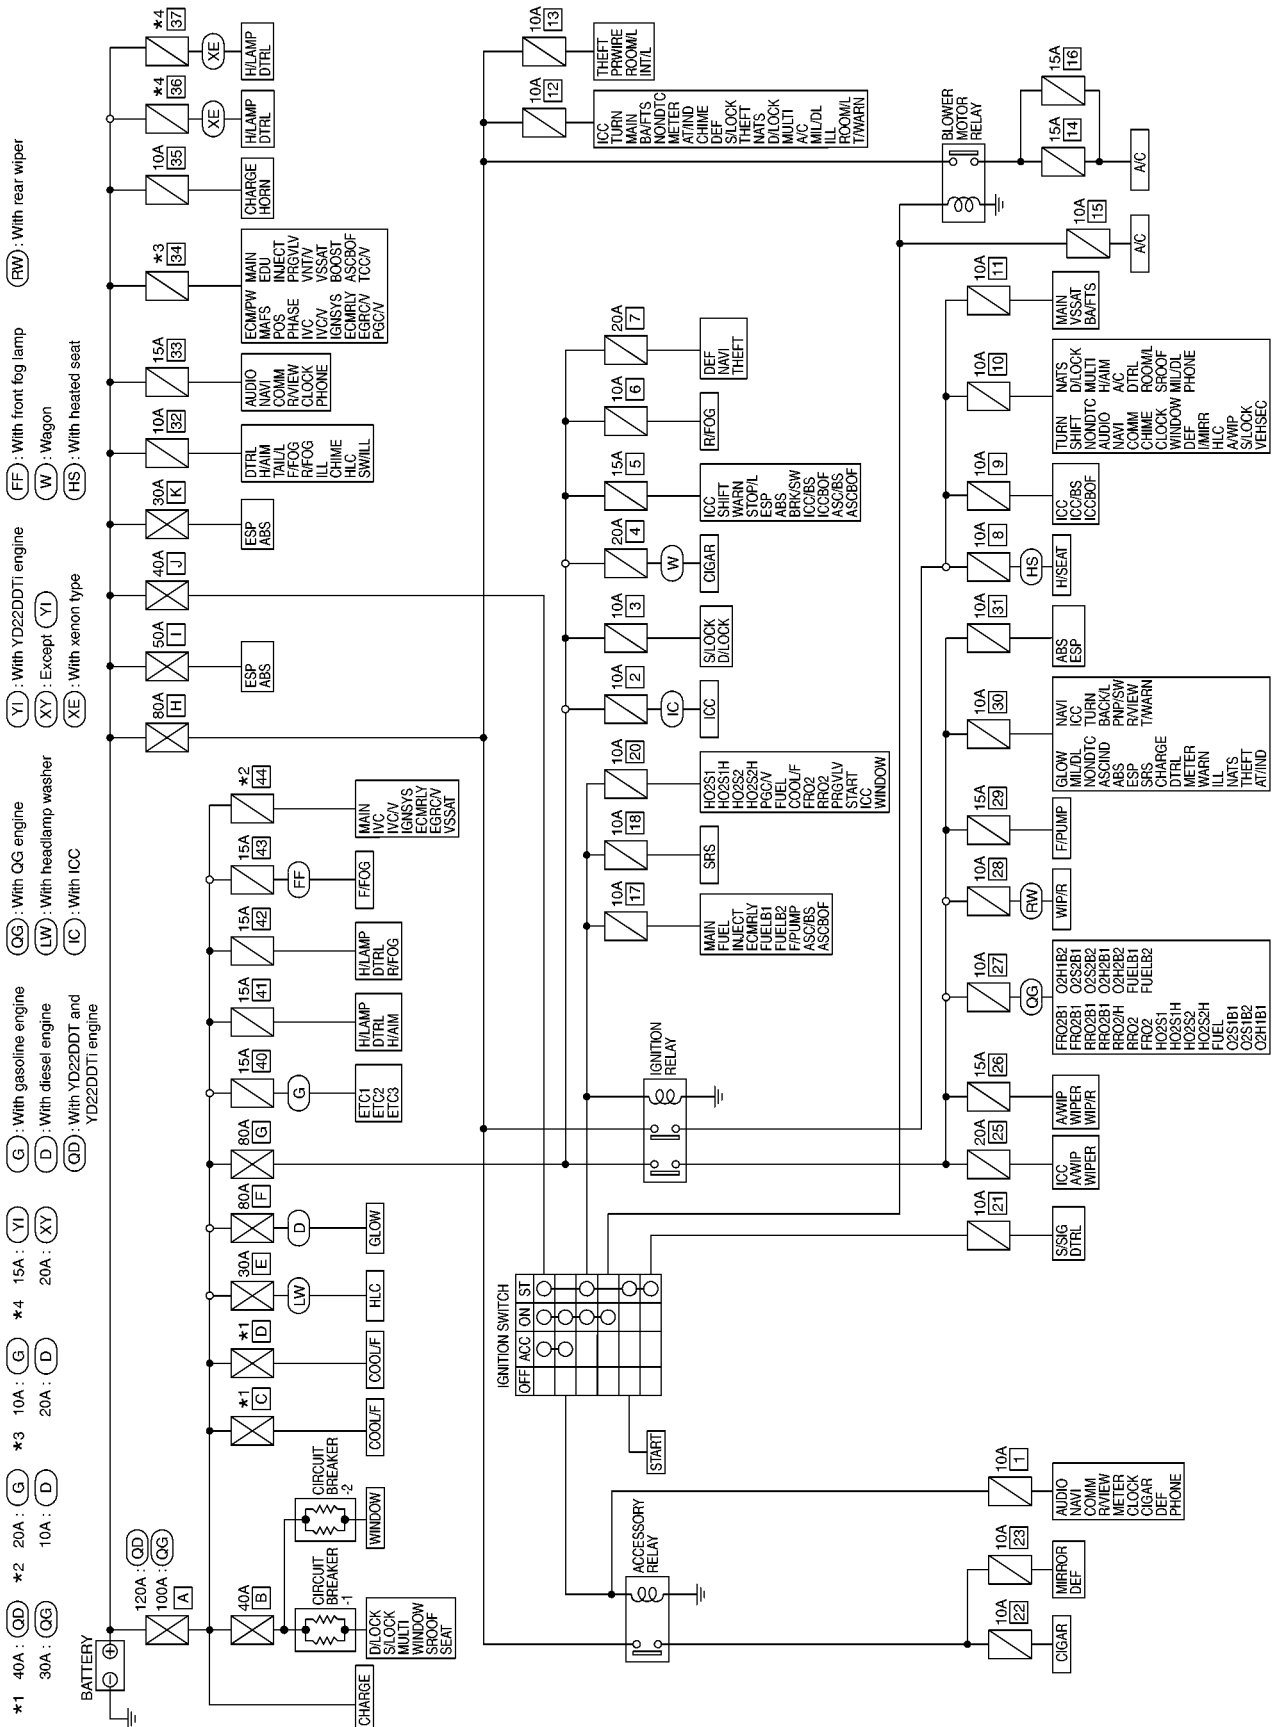 *1 40A : QD
30A : QG
*2 20A : G
10A : D
*3 10A : G
20A : D
*4 15A : YI
20A : XY
G : With gasoline engine
D : With diesel engine
QD : With YD22DDT and
YD22DDTi engine
QG : With QG engine
LW : With headlamp washer
IC : With ICC
YI : With YD22DDTi engine
XY : Except YI
XE : With xenon type
FF : With front fog lamp
W : Wagon
HS : With heated seat
RW : With rear wiper
BATTERY
120A : QD
100A : QG
A
80A
H
50A
I
ESP
ABS
40A
J
30A
K
ESP
ABS
10A
32
DTRL
H/AIM
TAIL/L
F/FOG
R/FOG
ILL
CHIME
HLC
SW/ILL
15A
33
AUDIO
NAVI
COMM
R/VIEW
CLOCK
PHONE
*3
34
ECM/PW
MAFS
POS
PHASE
IVC
IVC/V
IGNSYS
ECMRLY
EGRC/V
PGC/V
MAIN
EDU
INJECT
PRGVLV
VNT/V
VSSAT
BOOST
ASCBOF
TCC/V
10A
35
CHARGE
HORN
*4
36
XE
H/LAMP
DTRL
*4
37
XE
H/LAMP
DTRL
CHARGE
40A
B
CIRCUIT
BREAKER
-1
D/LOCK
S/LOCK
MULTI
WINDOW
SROOF
SEAT
CIRCUIT
BREAKER
-2
WINDOW
*1
C
COOL/F
*1
D
COOL/F
30A
E
LW
HLC
80A
F
D
GLOW
80A
G
15A
40
G
ETC1
ETC2
ETC3
15A
41
H/LAMP
DTRL
H/AIM
15A
42
H/LAMP
DTRL
R/FOG
15A
43
FF
F/FOG
*2
44
MAIN
IVC
IVC/V
IGNSYS
ECMRLY
EGRC/V
VSSAT
10A
12
ICC
TURN
MAIN
BA/FTS
NONDTC
METER
AT/IND
CHIME
DEF
S/LOCK
THEFT
NATS
D/LOCK
MULTI
A/C
MIL/DL
ILL
ROOM/L
T/WARN
10A
13
THEFT
PRWIRE
ROOM/L
INT/L
IGNITION SWITCH
OFF
ACC
ON
ST
START
IGNITION
RELAY
10A
17
MAIN
FUEL
INJECT
ECMRLY
FUELB1
FUELB2
F/PUMP
ASC/BS
ASCBOF
10A
18
SRS
10A
20
HO2S1
HO2S1H
HO2S2
HO2S2H
PGC/V
FUEL
COOL/F
FRO2
RRO2
PRGVLV
START
ICC
WINDOW
10A
2
IC
ICC
10A
3
S/LOCK
D/LOCK
20A
4
W
CIGAR
15A
5
ICC
SHIFT
WARN
STOP/L
ESP
ABS
BRK/SW
ICC/BS
ICCBOF
ASC/BS
ASCBOF
10A
6
R/FOG
20A
7
DEF
NAVI
THEFT
ACCESSORY
RELAY
10A
22
CIGAR
10A
23
MIRROR
DEF
10A
1
AUDIO
NAVI
COMM
R/VIEW
METER
CLOCK
CIGAR
DEF
PHONE
10A
21
S/SIG
DTRL
20A
25
ICC
A/WIP
WIPER
15A
26
A/WIP
WIPER
WIP/R
10A
27
QG
FRO2B1
FRO2B1
RRO2B1
RRO2B1
RRO2/H
RRO2
FRO2
HO2S1
HO2S1H
HO2S2
HO2S2H
FUEL
O2S1B1
O2S1B2
O2H1B1
O2H1B2
O2S2B1
O2S2B2
O2H2B1
O2H2B2
FUELB1
FUELB2
10A
28
RW
WIP/R
15A
29
F/PUMP
10A
30
GLOW
MIL/DL
NONDTC
ASCIND
ABS
ESP
SRS
CHARGE
DTRL
METER
WARN
ILL
NATS
THEFT
AT/IND
NAVI
ICC
TURN
BACK/L
PNP/SW
R/VIEW
T/WARN
10A
31
ABS
ESP
10A
8
HS
H/SEAT
10A
9
ICC
ICC/BS
ICCBOF
10A
10
TURN
SHIFT
NONDTC
AUDIO
NAVI
COMM
CHIME
CLOCK
WINDOW
DEF
I/MIRR
HLC
A/WIP
S/LOCK
VEHSEC
NATS
D/LOCK
MULTI
H/AIM
A/C
DTRL
ROOM/L
SROOF
MIL/DL
PHONE
10A
11
MAIN
VSSAT
BA/FTS
BLOWER
MOTOR
RELAY
10A
15
A/C
15A
14
15A
16
A/C